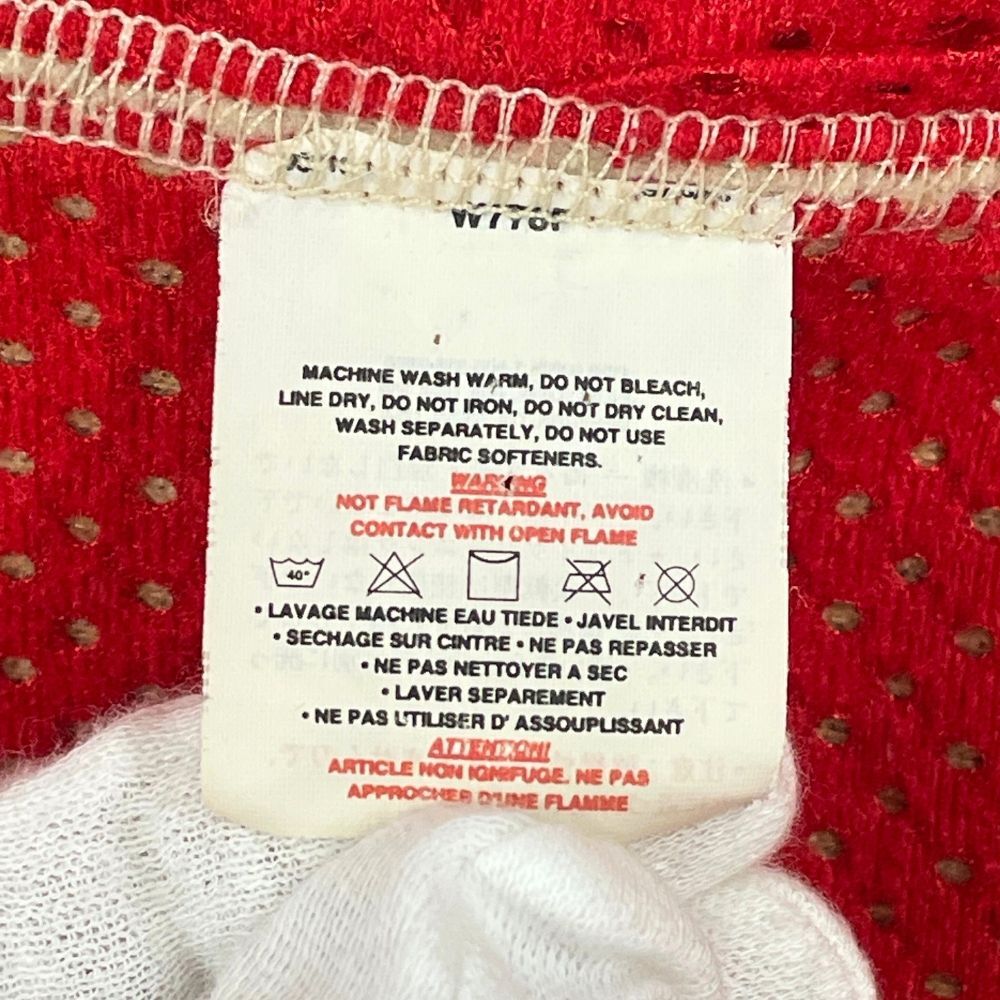 MACHINE WASH WARM, DO NOT BLEACH,
LINE DRY, DO NOT IRON, DO NOT DRY CLEAN,
WASH SEPARATELY, DO NOT USE
FABRIC SOFTENERS.
WARNING
NOT FLAME RETARDANT, AVOID
CONTACT WITH OPEN FLAME
40°
• LAVAGE MACHINE EAU TIEDE • JAVEL INTERDIT
• SECHAGE SUR CINTRE • NE PAS REPASSER
• NE PAS NETTOYER A SEC
• LAVER SEPAREMENT
• NE PAS UTILISER D' ASSOUPLISSANT
ATTENTION!
ARTICLE NON IGNIFUGE. NE PAS
APPROCHER D'UNE FLAMME